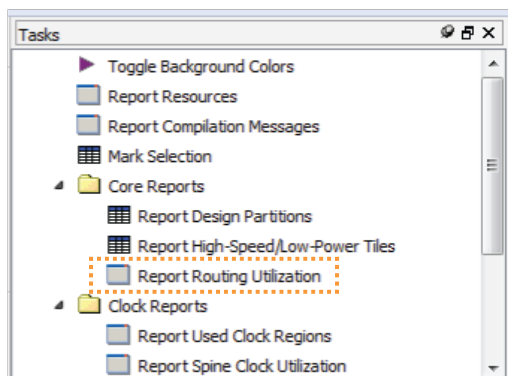 Tasks
Toggle Background Colors
Report Resources
Report Compilation Messages
Mark Selection
Core Reports
Report Design Partitions
Report High-Speed/Low-Power Tiles
Report Routing Utilization
Clock Reports
Report Used Clock Regions
Report Spine Clock Utilization